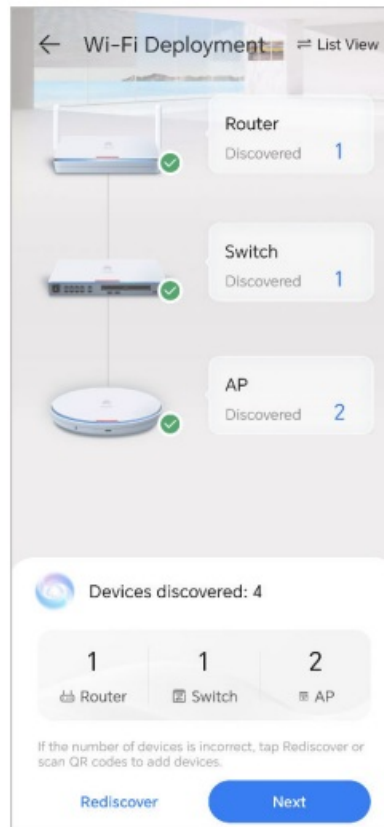 Wi-Fi Deployment
List View
Router
Discovered 1
Switch
Discovered 1
AP
Discovered 2
Devices discovered: 4
1 1 2
Router Switch AP
If the number of devices is incorrect, tap Rediscover or
scan QR codes to add devices.
Rediscover Next